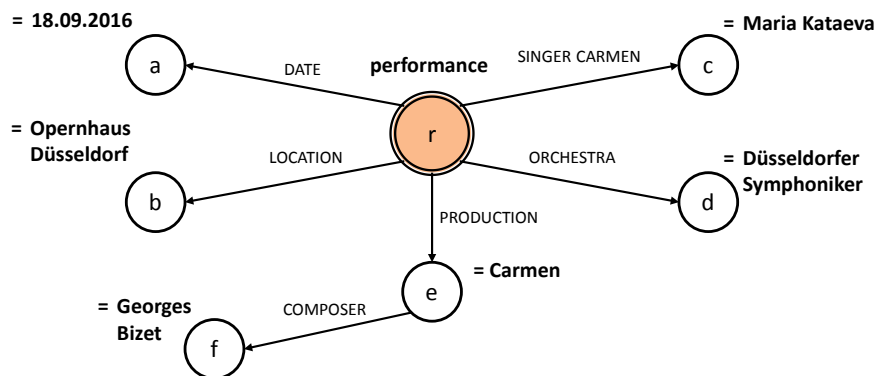 = 18.09.2016
= Maria Kataeva
a
DATE
performance
SINGER CARMEN
c
r
= Opernhaus
Düsseldorf
LOCATION
ORCHESTRA
= Düsseldorfer
Symphoniker
b
d
PRODUCTION
e
= Carmen
= Georges
Bizet
COMPOSER
f